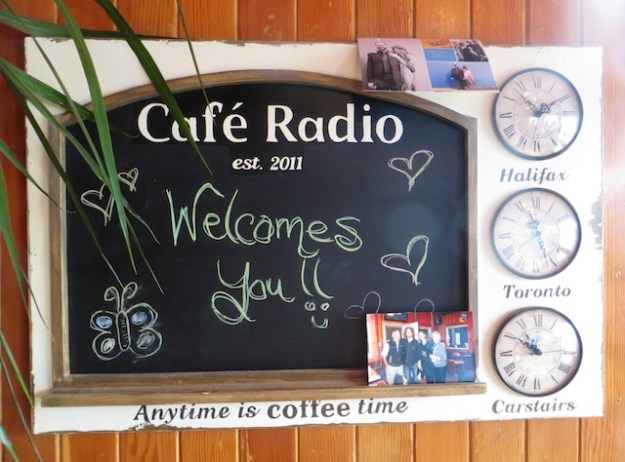 Café Radio
est. 2011
Welcomes
You!!
Anytime is coffee time
Halifax
Toronto
Carstairs